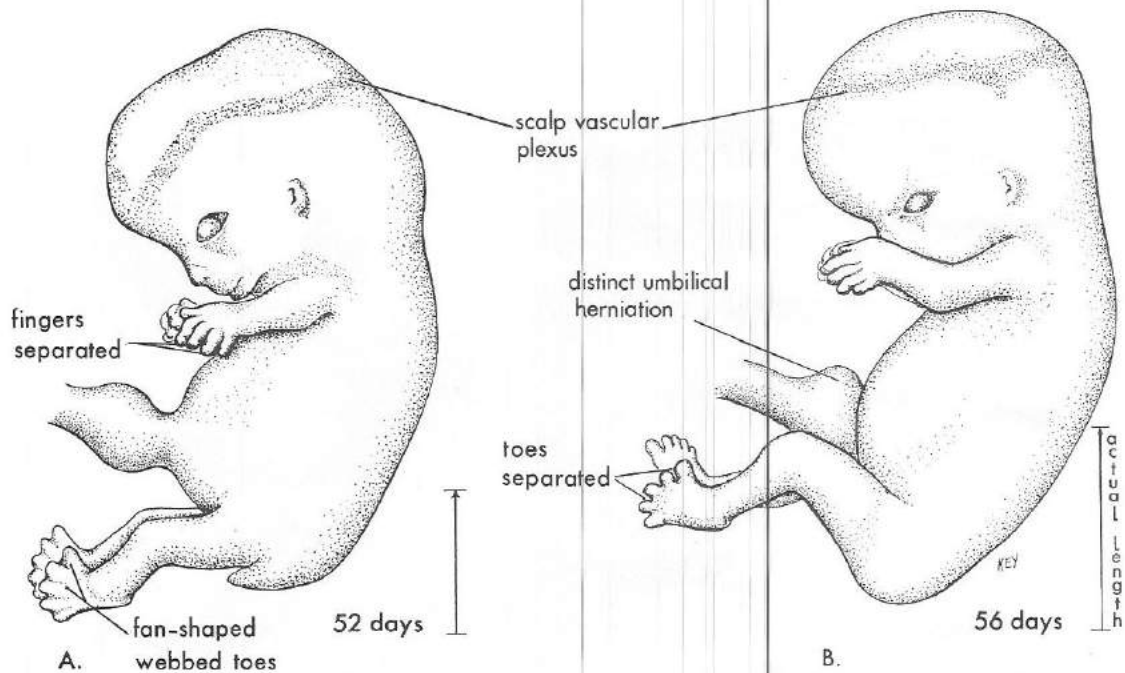 scalp vascular
plexus
fingers
separated
distinct umbilical
herniation
toes
separated
actual length
KEY
52 days
56 days
fan-shaped
webbed toes
A.
B.